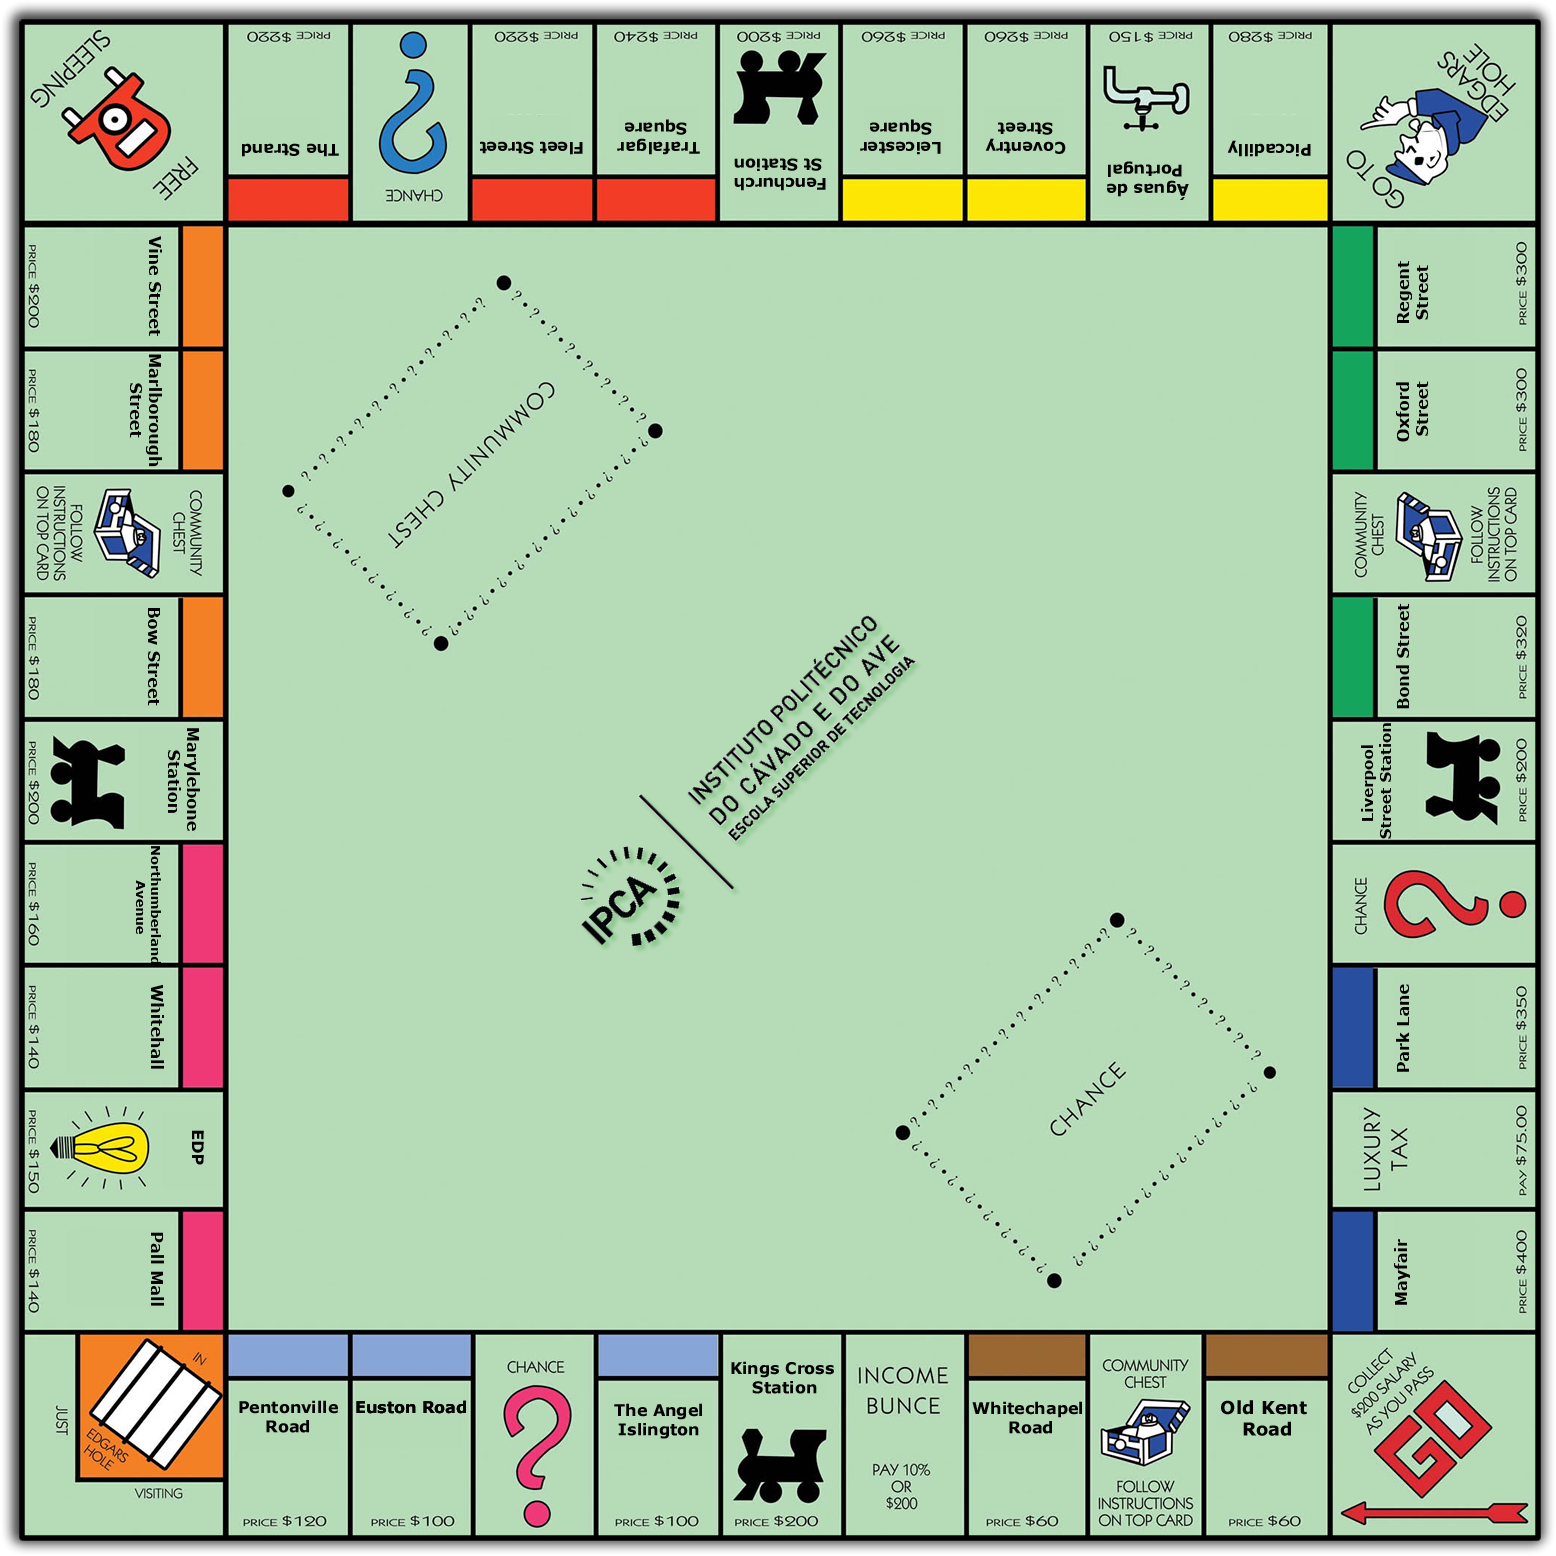 SLEEPING
FREE
PRICE $220
The Strand
CHANCE
PRICE $220
Fleet Street
PRICE $240
Trafalgar
Square
PRICE $200
Fenchurch
St Station
PRICE $260
Leicester
Square
PRICE $260
Coventry
Street
PRICE $150
Águas de
Portugal
PRICE $280
Piccadilly
GO TO
EDGARS
HOLE
Vine Street
PRICE $200
Marlborough
Street
PRICE $180
COMMUNITY
CHEST
FOLLOW
INSTRUCTIONS
ON TOP CARD
Bow Street
PRICE $180
Marylebone
Station
PRICE $200
Northumberland
Avenue
PRICE $160
Whitehall
PRICE $140
EDP
PRICE $150
Pall Mall
PRICE $140
COMMUNITY CHEST
INSTITUTO POLITÉCNICO
DO CÁVADO E DO AVE
ESCOLA SUPERIOR DE TECNOLOGIA
IPCA
CHANCE
Regent
Street
PRICE $300
Oxford
Street
PRICE $300
COMMUNITY
CHEST
FOLLOW
INSTRUCTIONS
ON TOP CARD
Bond Street
PRICE $320
Liverpool
Street Station
PRICE $200
CHANCE
Park Lane
PRICE $350
LUXURY
TAX
PAY $75.00
Mayfair
PRICE $400
IN
EDGARS
HOLE
JUST
VISITING
Pentonville
Road
PRICE $120
Euston Road
PRICE $100
CHANCE
The Angel
Islington
PRICE $100
Kings Cross
Station
PRICE $200
INCOME
BUNCE
PAY 10%
OR
$200
Whitechapel
Road
PRICE $60
COMMUNITY
CHEST
FOLLOW
INSTRUCTIONS
ON TOP CARD
Old Kent
Road
PRICE $60
COLLECT
$200 SALARY
AS YOU PASS
GO